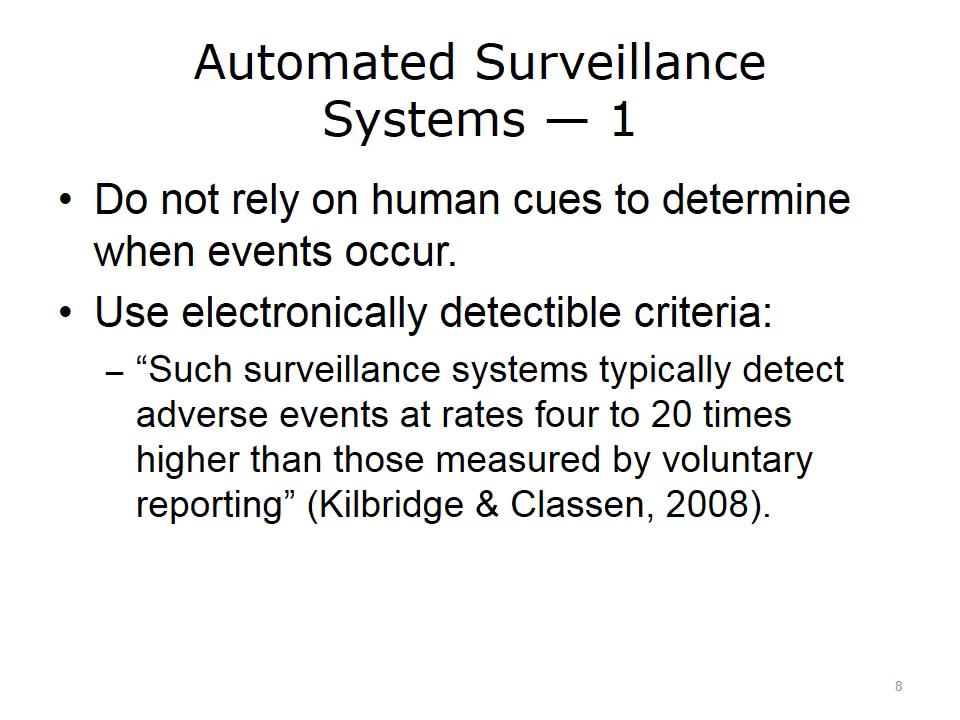 Automated Surveillance
Systems — 1
• Do not rely on human cues to determine
when events occur.
• Use electronically detectible criteria:
– “Such surveillance systems typically detect
adverse events at rates four to 20 times
higher than those measured by voluntary
reporting” (Kilbridge & Classen, 2008).
8